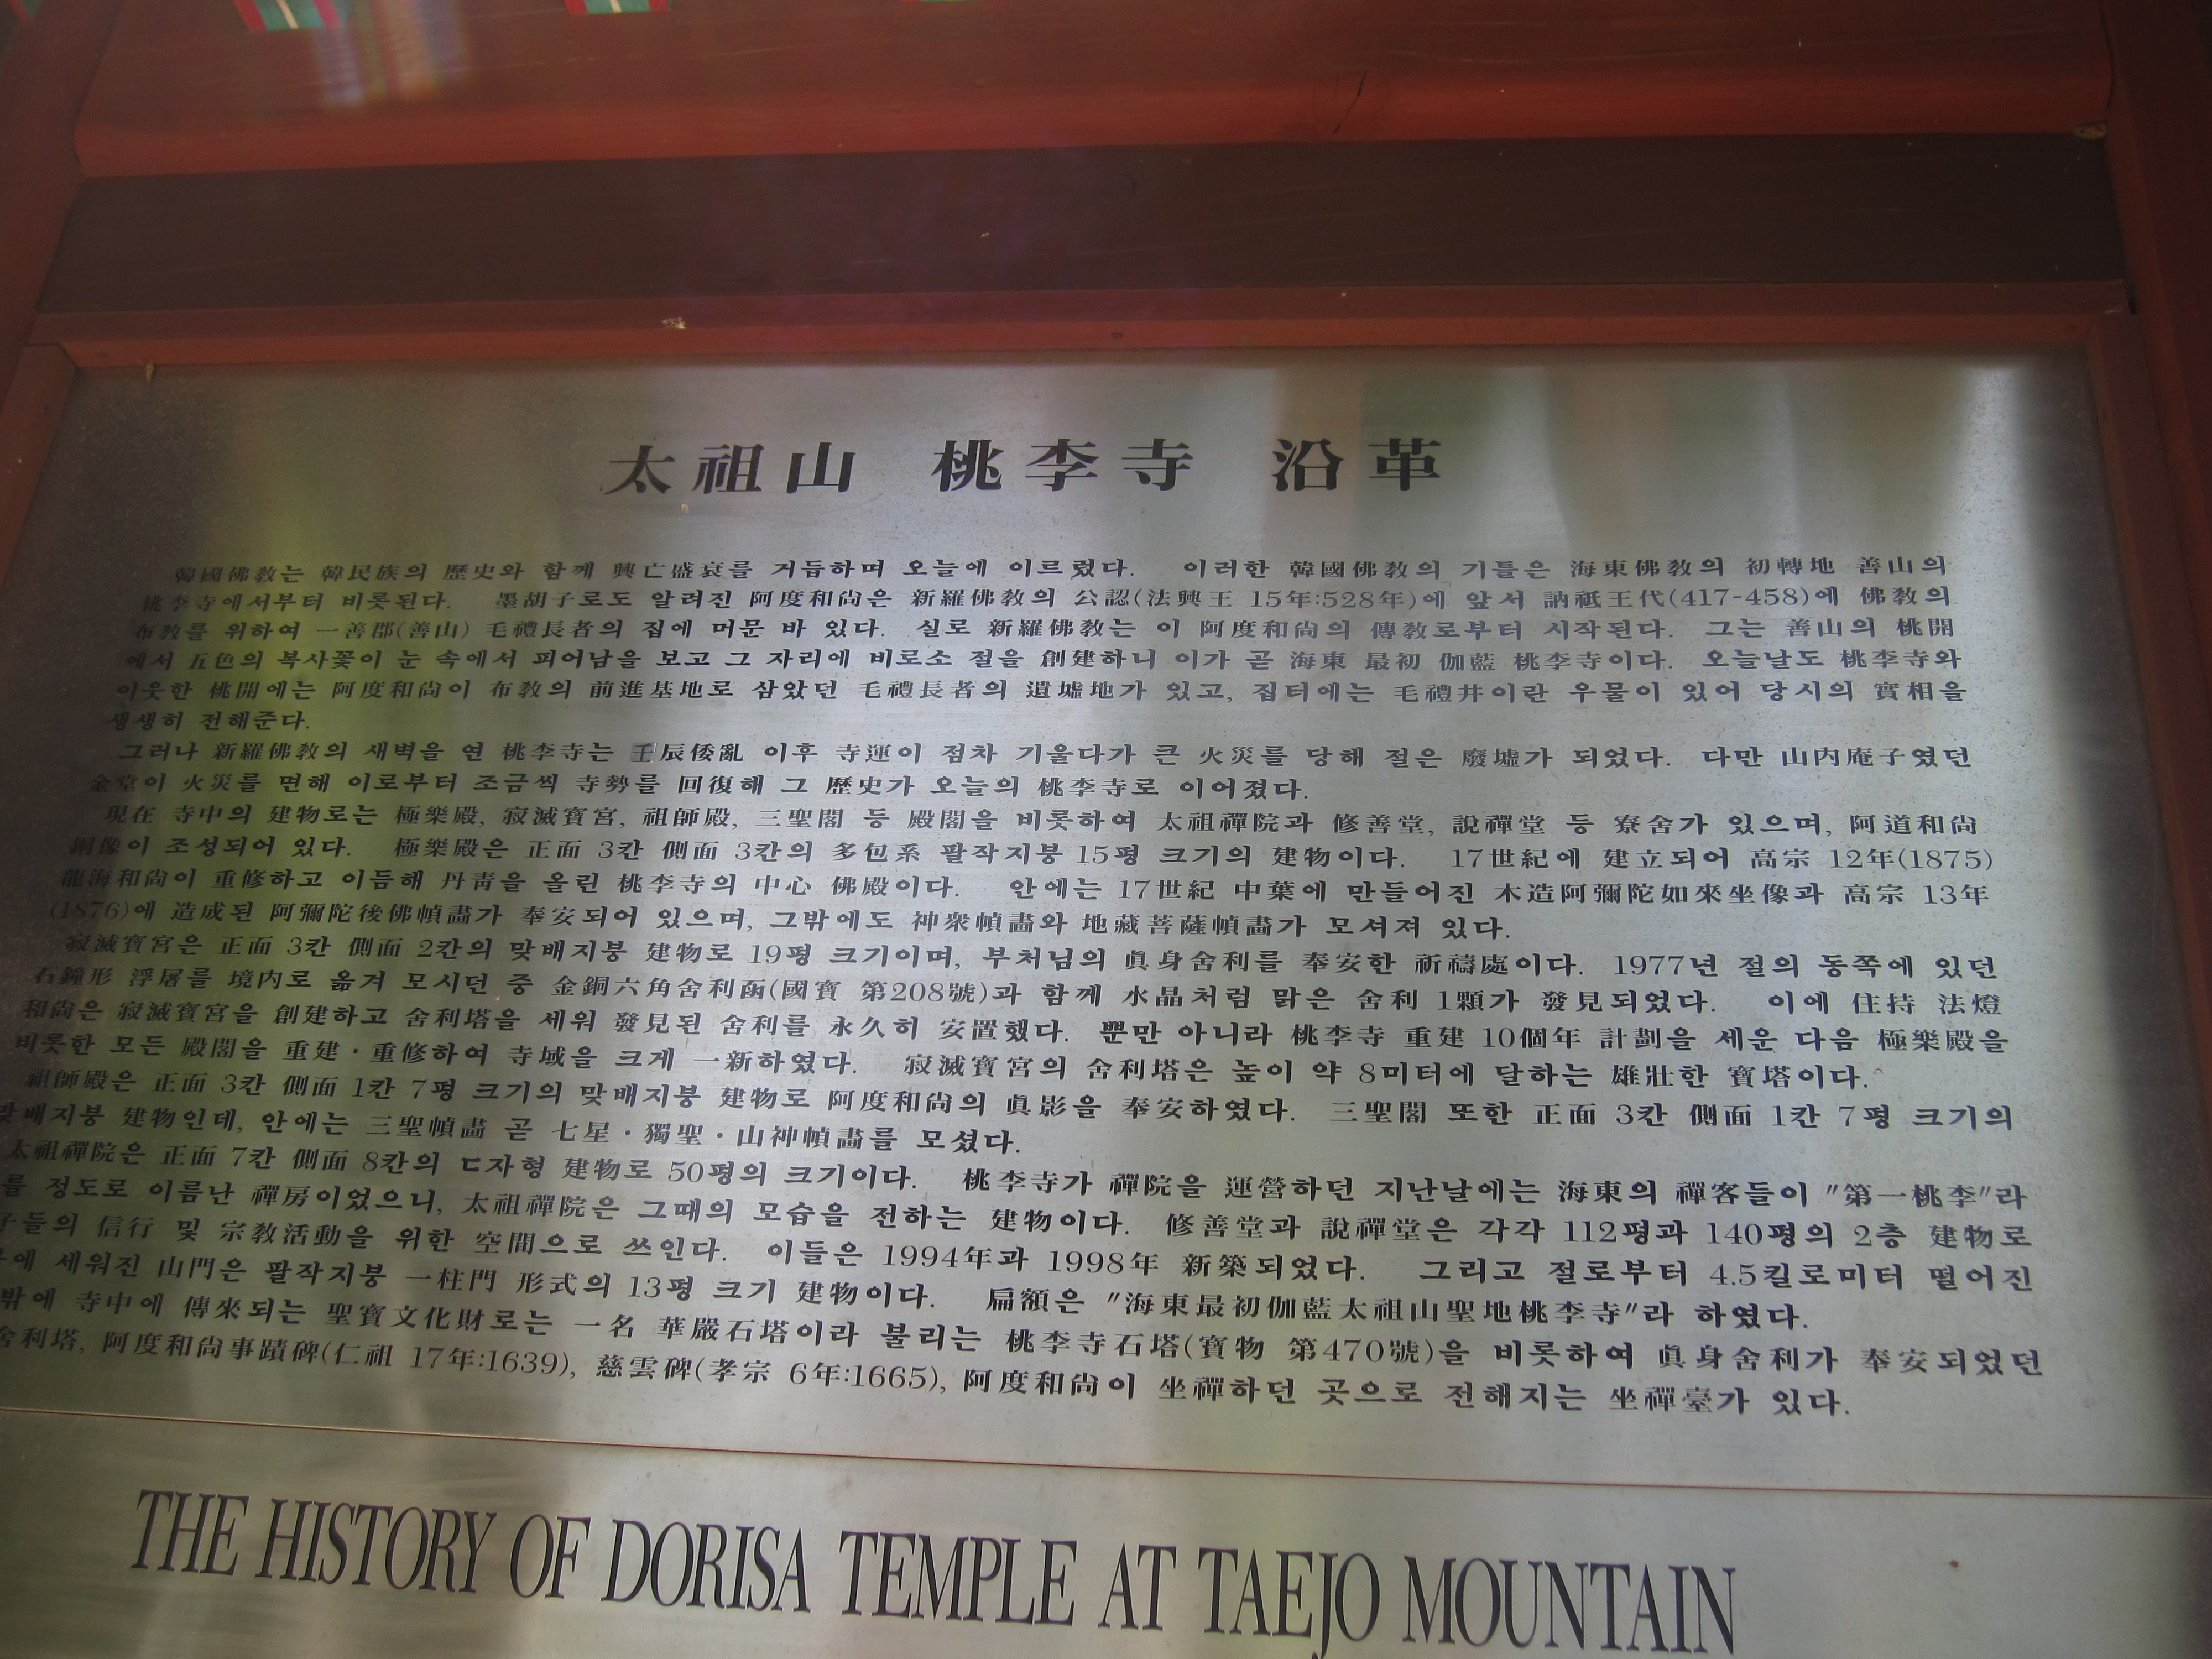 太祖山 桃李寺 沿革
韓國佛敎는 韓民族의 歷史와 함께 興亡盛衰를 거듭하며 오늘에 이르렀다. 이러한 韓國佛敎의 기틀은 海東佛敎의 初轉地 善山의
桃李寺에서부터 비롯된다. 墨胡子로도 알려진 阿度和尙은 新羅佛敎의 公認(法興王 15年:528年)에 앞서 訥祗王代(417-458)에 佛敎의
布敎를 위하여 一善郡(善山) 毛禮長者의 집에 머문 바 있다. 실로 新羅佛敎는 이 阿度和尙의 傳敎로부터 시작된다. 그는 善山의 桃開
에서 五色의 복사꽃이 눈 속에서 피어남을 보고 그 자리에 비로소 절을 創建하니 이가 곧 海東 最初 伽藍 桃李寺이다. 오늘날도 桃李寺와
이웃한 桃開에는 阿度和尙이 布敎의 前進基地로 삼았던 毛禮長者의 遺墟地가 있고, 집터에는 毛禮井이란 우물이 있어 당시의 實相을
생생히 전해준다.
그러나 新羅佛敎의 새벽을 연 桃李寺는 壬辰倭亂 이후 寺運이 점차 기울다가 큰 火災를 당해 절은 廢墟가 되었다. 다만 山內庵子였던
金堂이 火災를 면해 이로부터 조금씩 寺勢를 回復해 그 歷史가 오늘의 桃李寺로 이어졌다.
現在 寺中의 建物로는 極樂殿, 寂滅寶宮, 祖師殿, 三聖閣 등 殿閣을 비롯하여 太祖禪院과 修善堂, 說禪堂 등 寮舍가 있으며, 阿道和尙
銅像이 조성되어 있다. 極樂殿은 正面 3칸 側面 3칸의 多包系 팔작지붕 15평 크기의 建物이다. 17世紀에 建立되어 高宗 12年(1875)
龍海和尙이 重修하고 이듬해 丹靑을 올린 桃李寺의 中心 佛殿이다. 안에는 17世紀 中葉에 만들어진 木造阿彌陀如來坐像과 高宗 13年
(1876)에 造成된 阿彌陀後佛幀畵가 奉安되어 있으며, 그밖에도 神衆幀畵와 地藏菩薩幀畵가 모셔져 있다.
寂滅寶宮은 正面 3칸 側面 2칸의 맞배지붕 建物로 19평 크기이며, 부처님의 眞身舍利를 奉安한 祈禱處이다. 1977년 절의 동쪽에 있던
石鐘形 浮屠를 境內로 옮겨 모시던 중 金銅六角舍利函(國寶 第208號)과 함께 水晶처럼 맑은 舍利 1顆가 發見되었다. 이에 住持 法燈
和尙은 寂滅寶宮을 創建하고 舍利塔을 세워 發見된 舍利를 永久히 安置했다. 뿐만 아니라 桃李寺 重建 10個年 計劃을 세운 다음 極樂殿을
비롯한 모든 殿閣을 重建·重修하여 寺域을 크게 一新하였다. 寂滅寶宮의 舍利塔은 높이 약 8미터에 달하는 雄壯한 寶塔이다.
祖師殿은 正面 3칸 側面 1칸 7평 크기의 맞배지붕 建物로 阿度和尙의 眞影을 奉安하였다. 三聖閣 또한 正面 3칸 側面 1칸 7평 크기의
맞배지붕 建物인데, 안에는 三聖幀畵 곧 七星·獨聖·山神幀畵를 모셨다.
太祖禪院은 正面 7칸 側面 8칸의 ㄷ자형 建物로 50평의 크기이다. 桃李寺가 禪院을 運營하던 지난날에는 海東의 禪客들이 "第一桃李"라
를 정도로 이름난 禪房이었으니, 太祖禪院은 그때의 모습을 전하는 建物이다. 修善堂과 說禪堂은 각각 112평과 140평의 2층 建物로
子들의 信行 및 宗敎活動을 위한 空間으로 쓰인다. 이들은 1994年과 1998年 新築되었다. 그리고 절로부터 4.5킬로미터 떨어진
에 세워진 山門은 팔작지붕 一柱門 形式의 13평 크기 建物이다. 扁額은 "海東最初伽藍太祖山聖地桃李寺"라 하였다.
밖에 寺中에 傳來되는 聖寶文化財로는 一名 華嚴石塔이라 불리는 桃李寺石塔(寶物 第470號)을 비롯하여 眞身舍利가 奉安되었던
舍利塔, 阿度和尙事蹟碑(仁祖 17年:1639), 慈雲碑(孝宗 6年:1665), 阿度和尙이 坐禪하던 곳으로 전해지는 坐禪臺가 있다.
THE HISTORY OF DORISA TEMPLE AT TAEJO MOUNTAIN